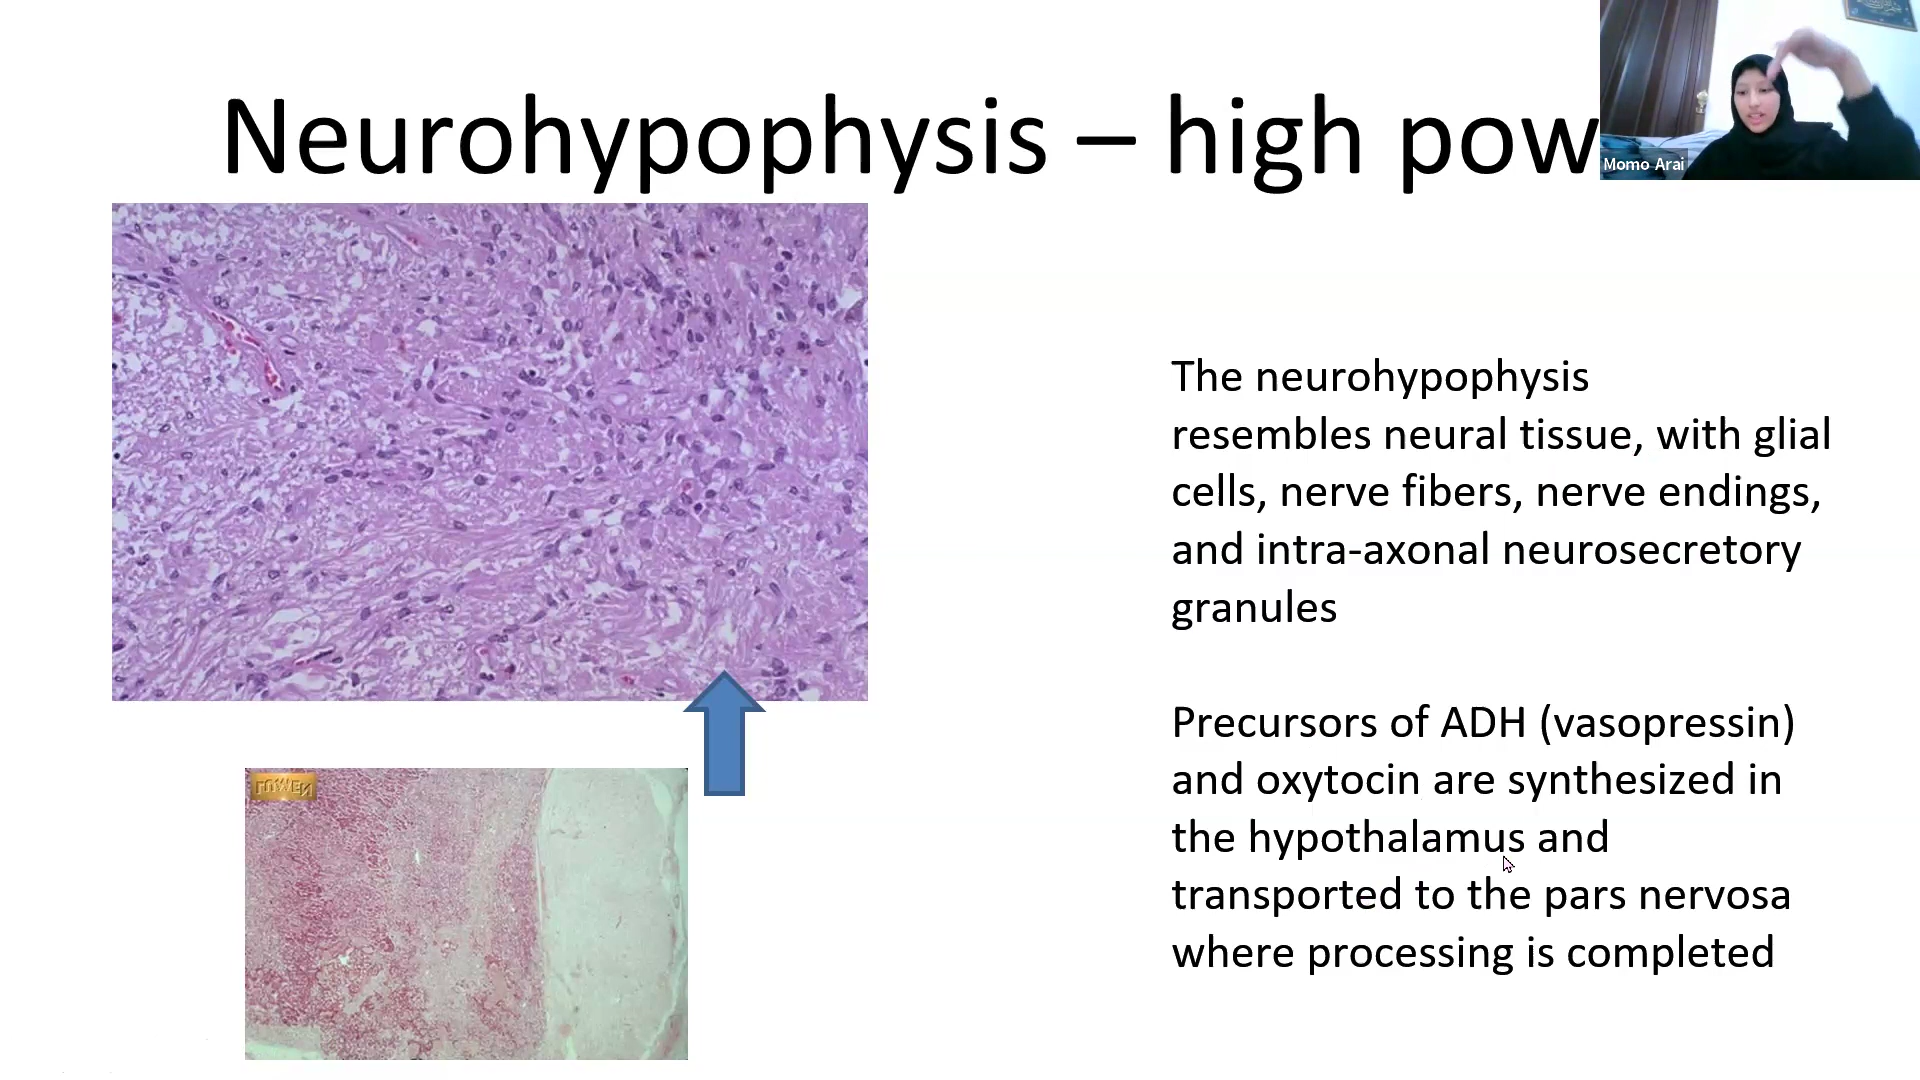 Neurohypophysis – high pow
Momo Arai
The neurohypophysis
resembles neural tissue, with glial
cells, nerve fibers, nerve endings,
and intra-axonal neurosecretory
granules
Precursors of ADH (vasopressin)
and oxytocin are synthesized in
the hypothalamus and
transported to the pars nervosa
where processing is completed